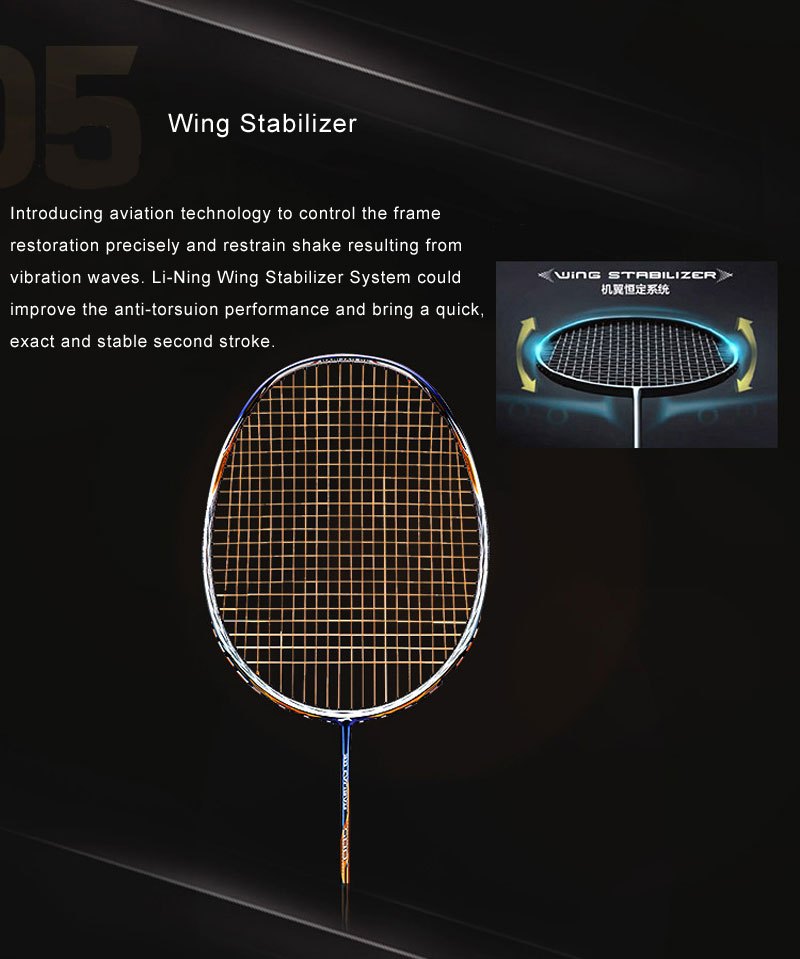 05
Wing Stabilizer
Introducing aviation technology to control the frame
restoration precisely and restrain shake resulting from
vibration waves. Li-Ning Wing Stabilizer System could
improve the anti-torsuion performance and bring a quick,
exact and stable second stroke.
WING STABILIZER
机翼恒定系统